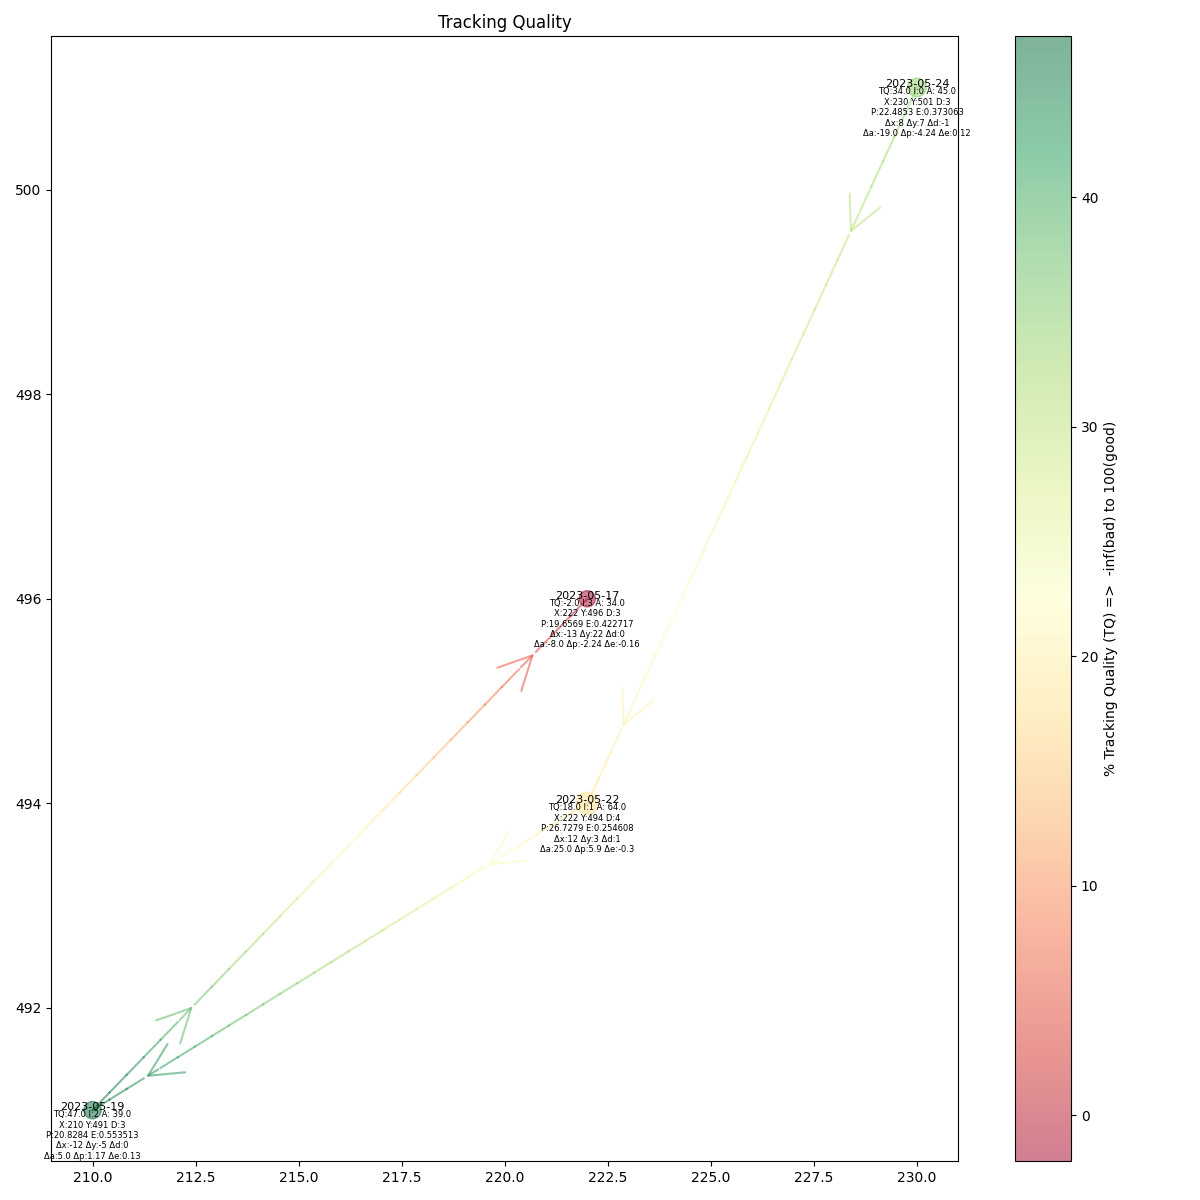 Tracking Quality
2023-05-24
TQ:34.0 I:0 A: 45.0
X:230 Y:501 D:3
P:22.4853 E:0.373063
Δx:8 Δy:7 Δd:-1
Δa:-19.0 Δp:-4.24 Δe:0.12
2023-05-17
TQ:-2.0 I:3 A: 34.0
X:222 Y:496 D:3
P:19.6569 E:0.422717
Δx:-13 Δy:22 Δd:0
Δa:-8.0 Δp:-2.24 Δe:-0.16
2023-05-22
TQ:18.0 I:1 A: 64.0
X:222 Y:494 D:4
P:26.7279 E:0.254608
Δx:12 Δy:3 Δd:1
Δa:25.0 Δp:5.9 Δe:-0.3
2023-05-19
TQ:47.0 I:2 A: 39.0
X:210 Y:491 D:3
P:20.8284 E:0.553513
Δx:-12 Δy:-5 Δd:0
Δa:5.0 Δp:1.17 Δe:0.13
500
498
496
494
492
210.0 212.5 215.0 217.5 220.0 222.5 225.0 227.5 230.0
40
30
20
10
0
% Tracking Quality (TQ) => -inf(bad) to 100(good)